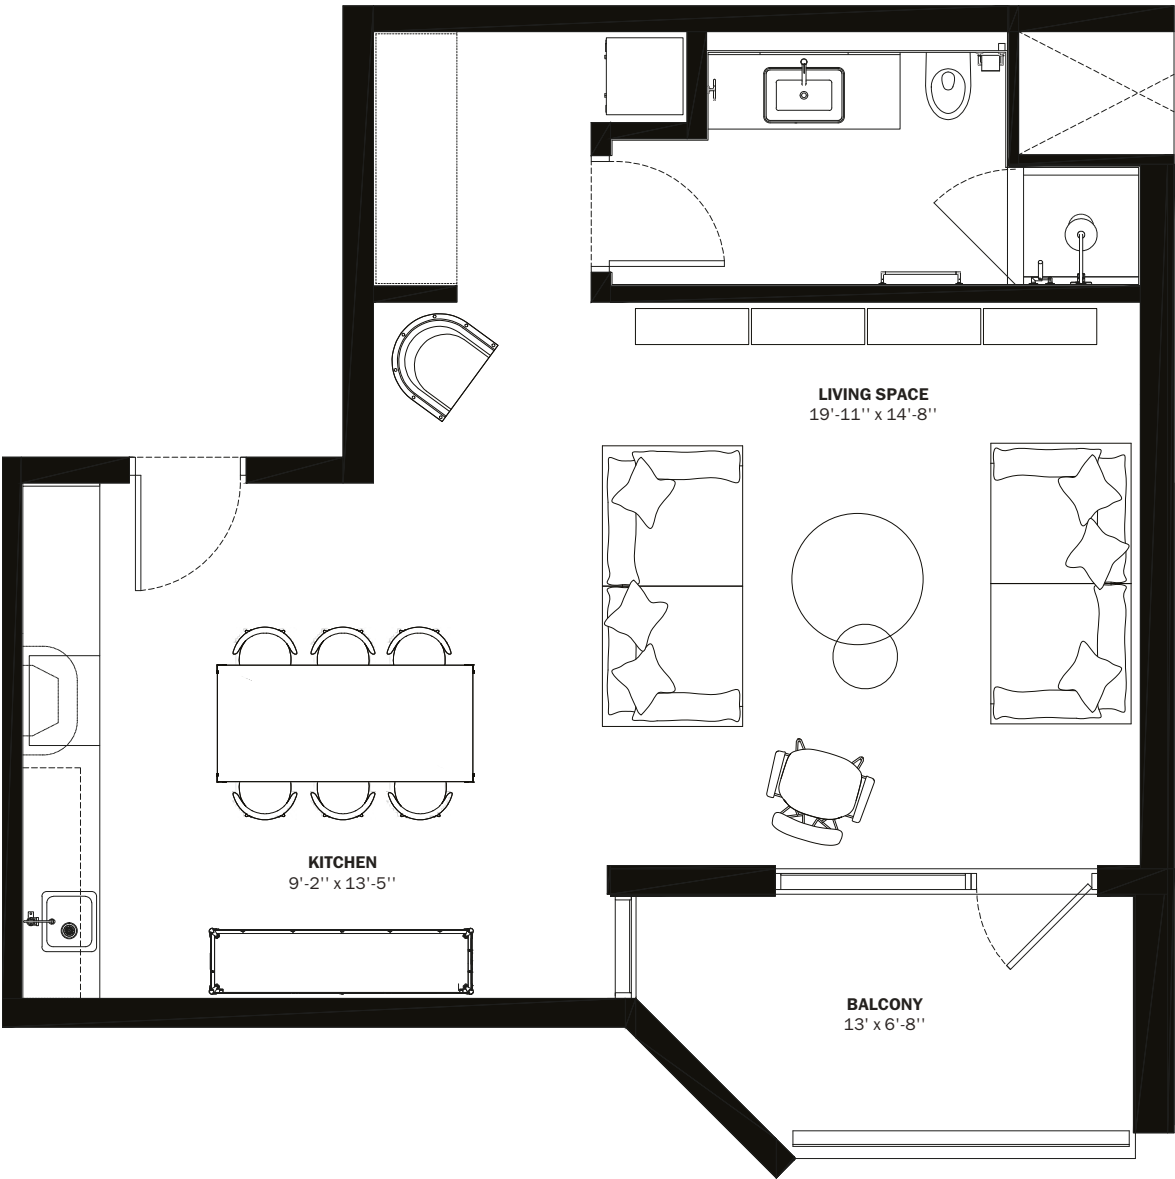 LIVING SPACE
19'-11'' x 14'-8''
KITCHEN
9'-2'' x 13'-5''
BALCONY
13' x 6'-8''